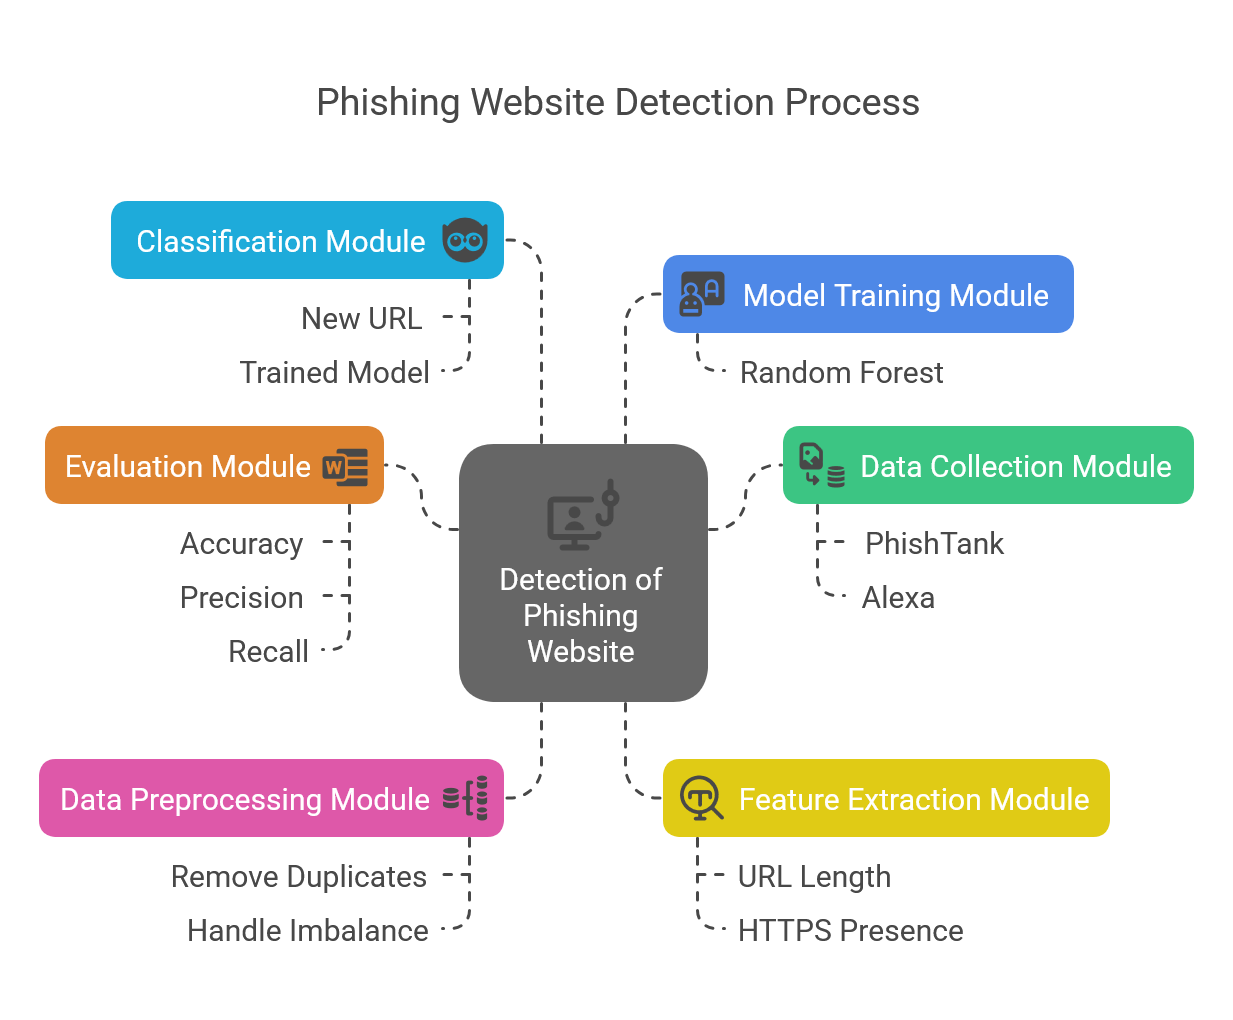 Phishing Website Detection Process
Classification Module
New URL
Trained Model
Model Training Module
Random Forest
Evaluation Module
W
Accuracy
Precision
Recall
Data Collection Module
PhishTank
Alexa
Detection of
Phishing
Website
Data Preprocessing Module
Remove Duplicates
Handle Imbalance
Feature Extraction Module
URL Length
HTTPS Presence